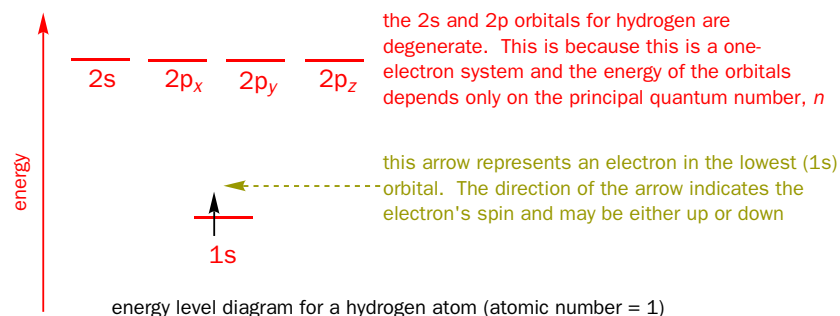 the 2s and 2p orbitals for hydrogen are
degenerate.  This is because this is a one-
electron system and the energy of the orbitals
depends only on the principal quantum number, n
2s
2px
2py
2pz
energy
this arrow represents an electron in the lowest (1s)
orbital.  The direction of the arrow indicates the
electron's spin and may be either up or down
1s
energy level diagram for a hydrogen atom (atomic number = 1)